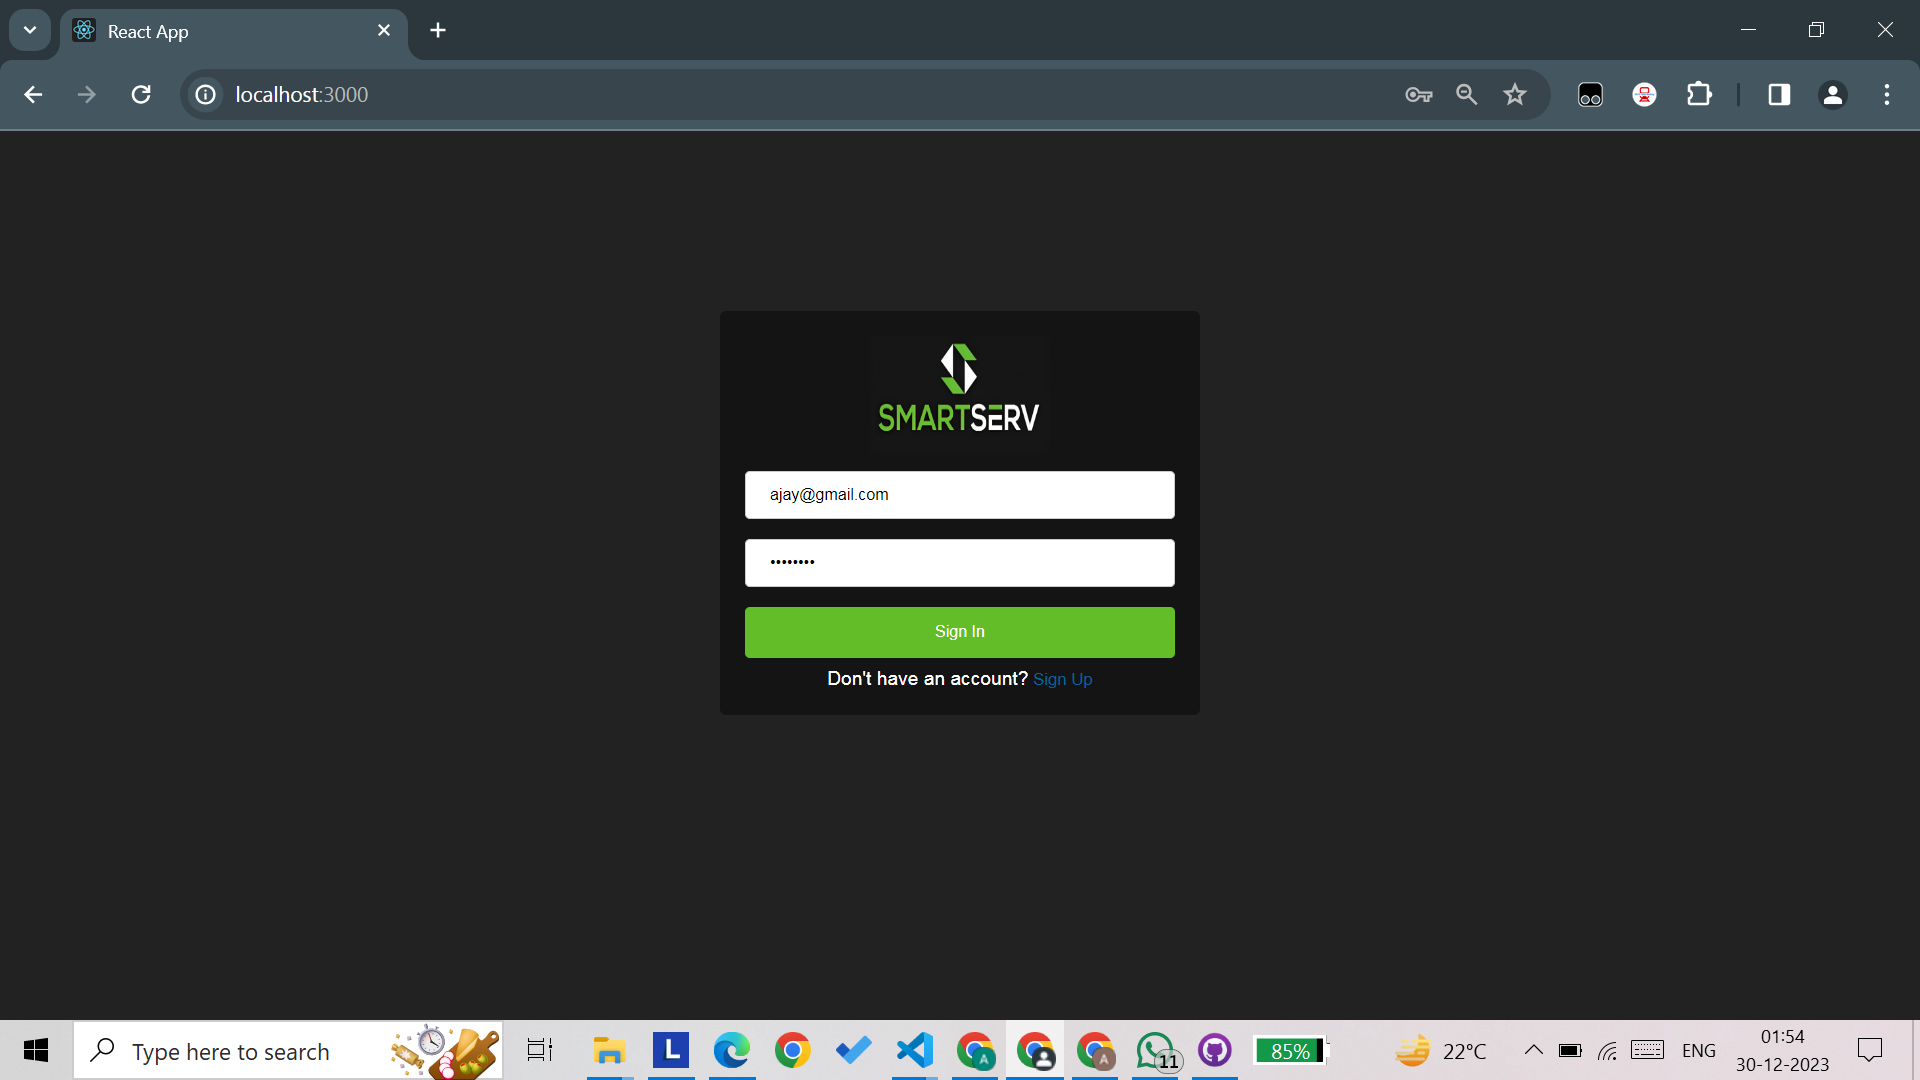 React App
localhost:3000
SMARTSERV
ajay@gmail.com
••••••••
Sign In
Don't have an account? Sign Up
Type here to search
L
A
A
11
85%
22°C
ENG
01:54
30-12-2023